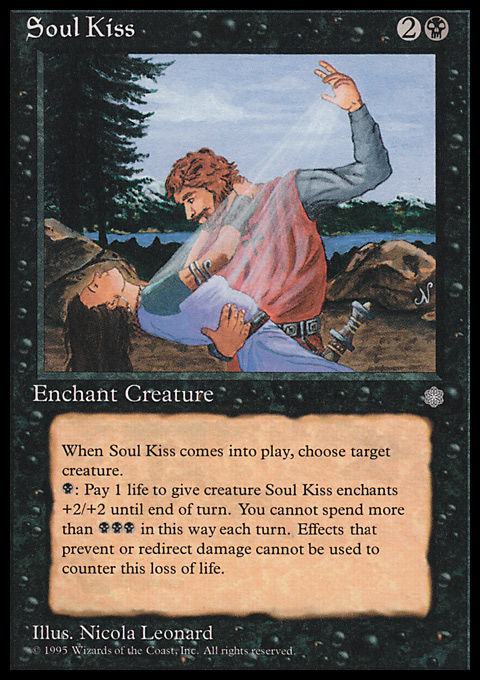 Soul Kiss 2
N
Enchant Creature
When Soul Kiss comes into play, choose target
creature.
: Pay 1 life to give creature Soul Kiss enchants
+2/+2 until end of turn. You cannot spend more
than in this way each turn. Effects that
prevent or redirect damage cannot be used to
counter this loss of life.
Illus. Nicola Leonard
© 1995 Wizards of the Coast, Inc. All rights reserved.